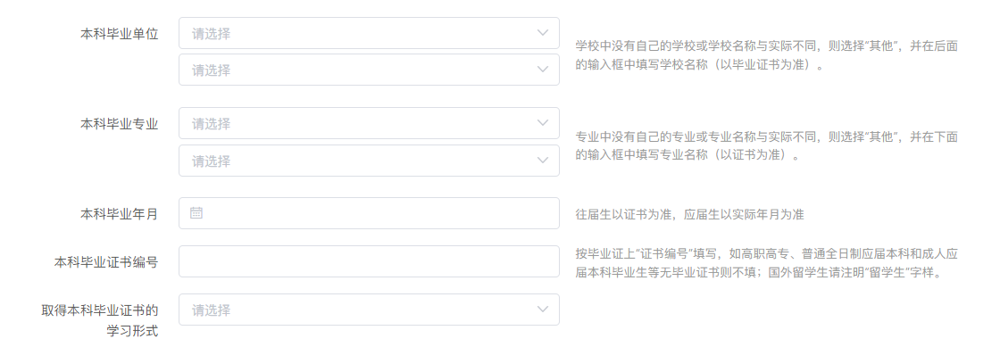 本科毕业单位
请选择
请选择
学校中没有自己的学校或学校名称与实际不同，则选择“其他”，并在后面
的输入框中填写学校名称（以毕业证书为准）。
本科毕业专业
请选择
请选择
专业中没有自己的专业或专业名称与实际不同，则选择“其他”，并在下面
的输入框中填写专业名称（以证书为准）。
本科毕业年月
往届生以证书为准，应届生以实际年月为准
本科毕业证书编号
按毕业证上“证书编号”填写，如高职高专、普通全日制应届本科和成人应
届本科毕业生等无毕业证书则不填；国外留学生请注明“留学生”字样。
取得本科毕业证书的
学习形式
请选择